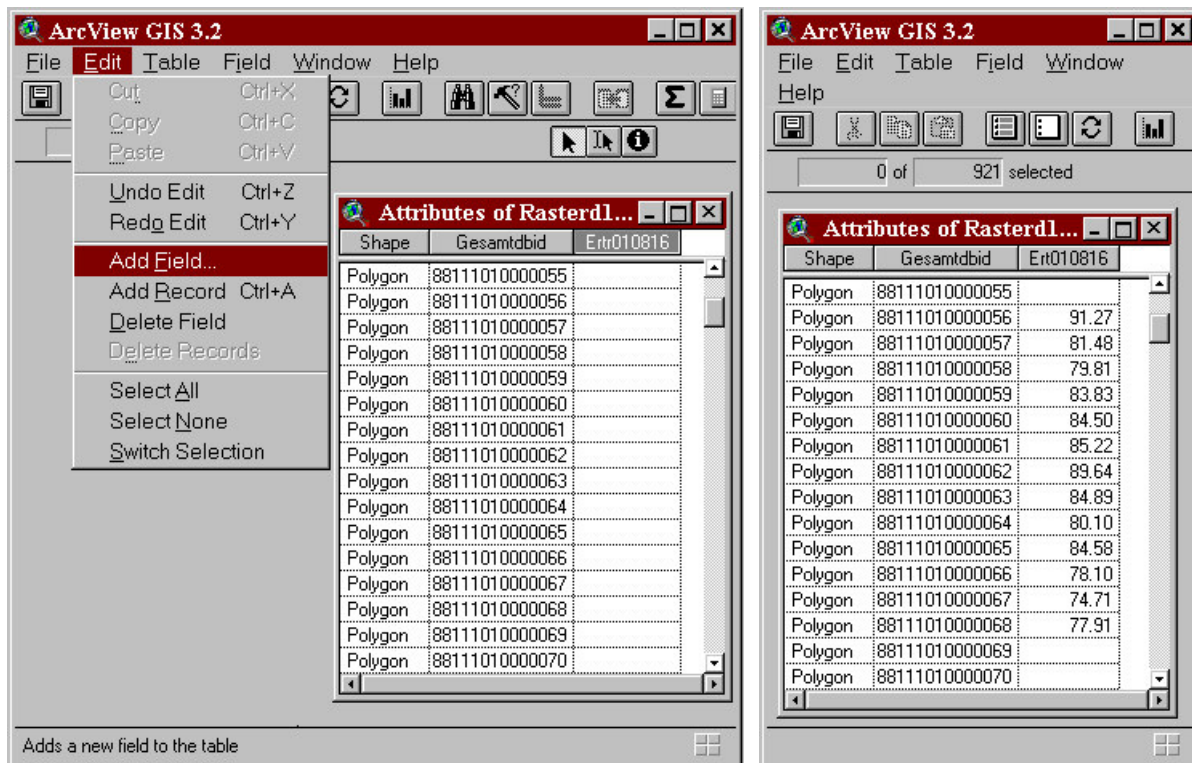 ArcView GIS 3.2
File Edit Table Field Window Help
Cut Ctrl+X
Copy Ctrl+C
Paste Ctrl+V
Undo Edit Ctrl+Z
Redo Edit Ctrl+Y
Add Field...
Add Record Ctrl+A
Delete Field
Delete Records
Select All
Select None
Switch Selection
Attributes of Rasterd1...
Shape Gesamtdbid Ertr010816
Polygon 88111010000055
Polygon 88111010000056
Polygon 88111010000057
Polygon 88111010000058
Polygon 88111010000059
Polygon 88111010000060
Polygon 88111010000061
Polygon 88111010000062
Polygon 88111010000063
Polygon 88111010000064
Polygon 88111010000065
Polygon 88111010000066
Polygon 88111010000067
Polygon 88111010000068
Polygon 88111010000069
Polygon 88111010000070
Adds a new field to the table
ArcView GIS 3.2
File Edit Table Field Window
Help
0 of 921 selected
Attributes of Rasterd1...
Shape Gesamtdbid Ert010816
Polygon 88111010000055
Polygon 88111010000056 91.27
Polygon 88111010000057 81.48
Polygon 88111010000058 79.81
Polygon 88111010000059 83.83
Polygon 88111010000060 84.50
Polygon 88111010000061 85.22
Polygon 88111010000062 89.64
Polygon 88111010000063 84.89
Polygon 88111010000064 80.10
Polygon 88111010000065 84.58
Polygon 88111010000066 78.10
Polygon 88111010000067 74.71
Polygon 88111010000068 77.91
Polygon 88111010000069
Polygon 88111010000070